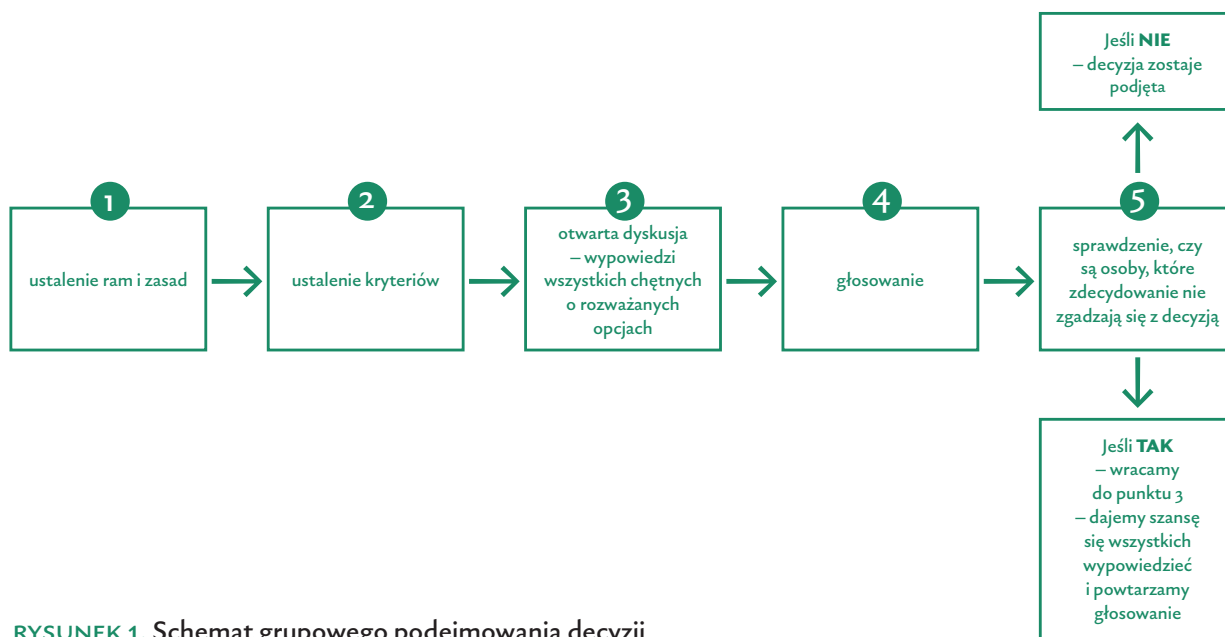 Jeśli NIE
– decyzja zostaje
podjęta
1
ustalenie ram i zasad
2
ustalenie kryteriów
3
otwarta dyskusja
– wypowiedzi
wszystkich chętnych
o rozważanych
opcjach
4
głosowanie
5
sprawdzenie, czy
są osoby, które
zdecydowanie nie
zgadzają się z decyzją
Jeśli TAK
– wracamy
do punktu 3
– dajemy szansę
się wszystkich
wypowiedzieć
i powtarzamy
głosowanie
RYSUNEK 1. Schemat grupowego podejmowania decyzji